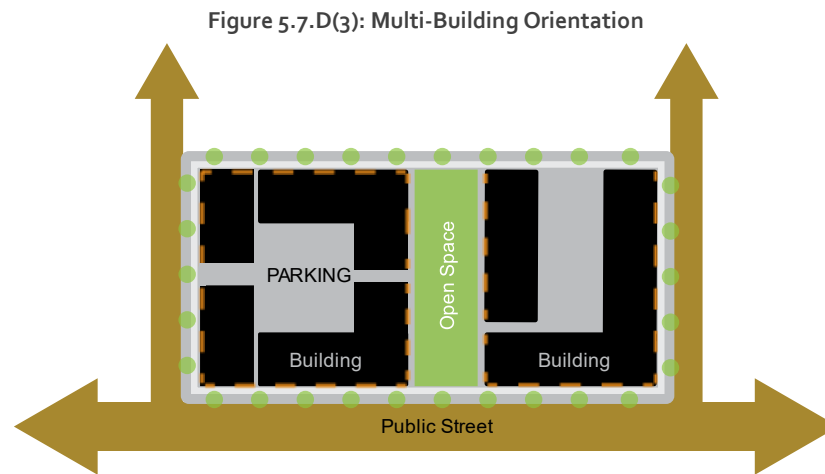 Figure 5.7.D(3): Multi-Building Orientation
PARKING
Open Space
Building
Building
Public Street